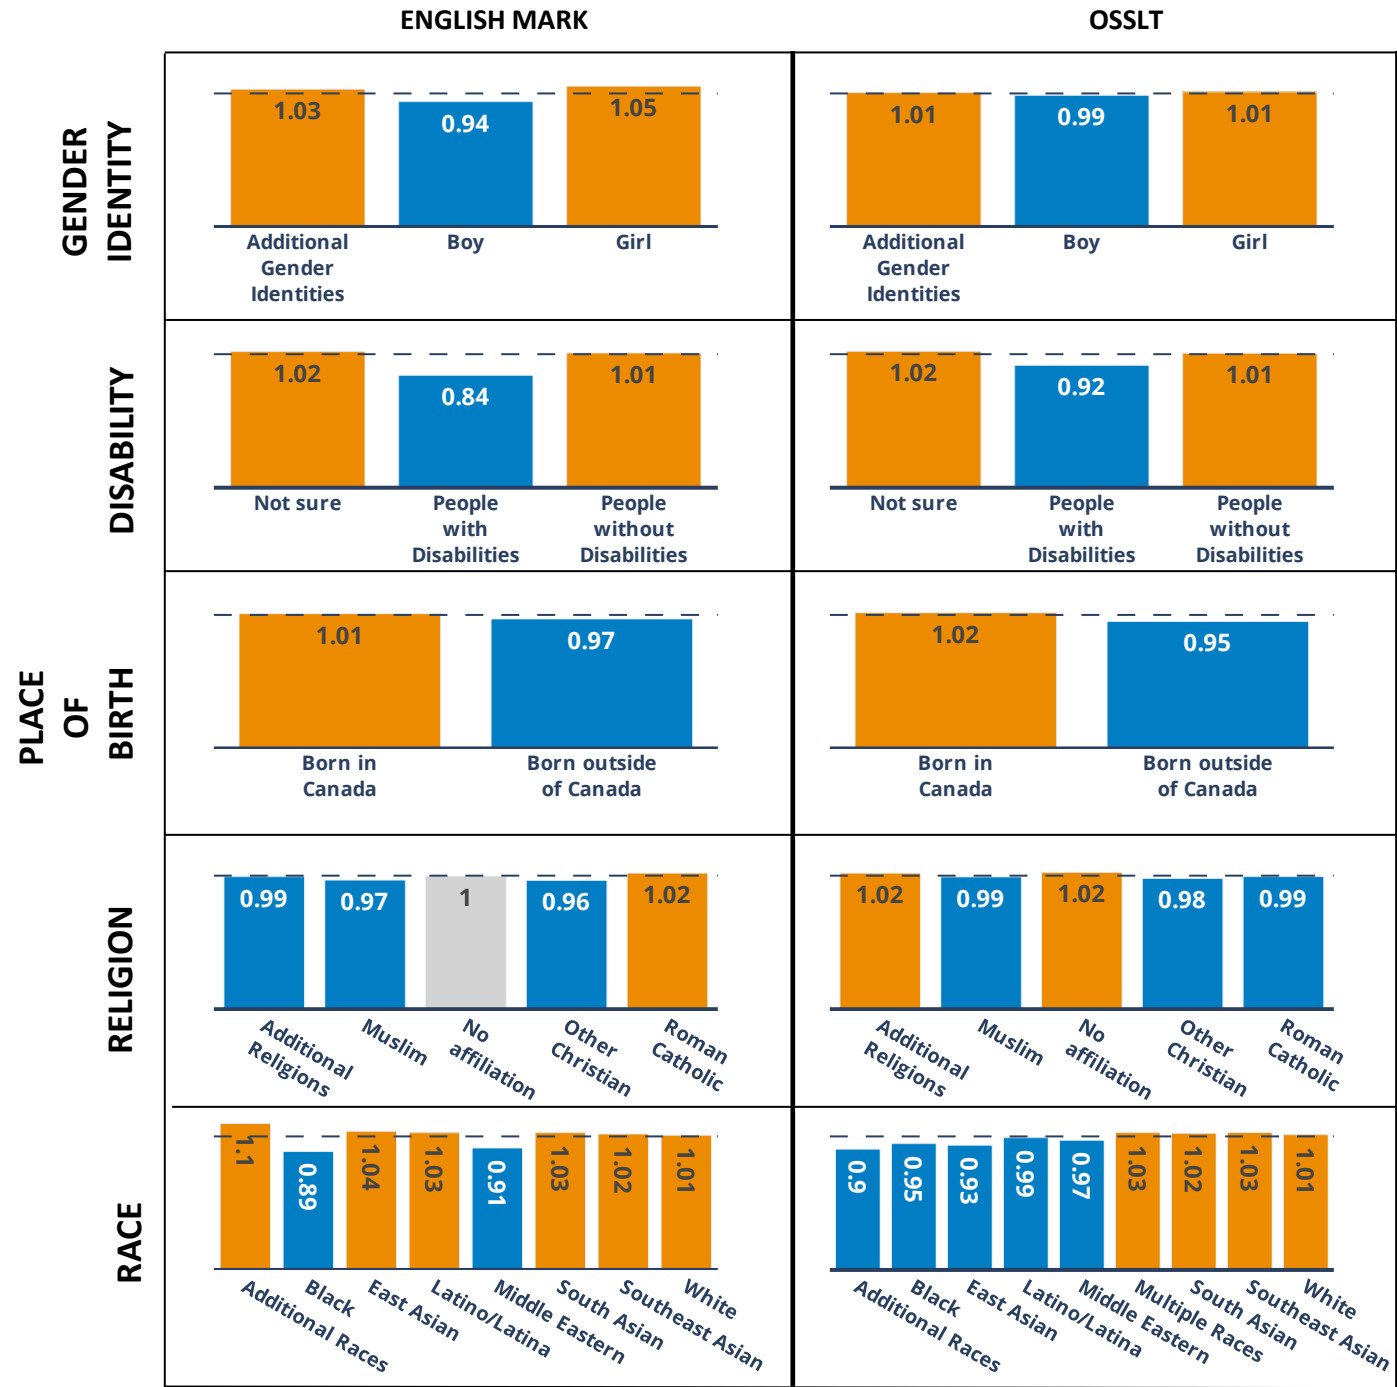 ENGLISH MARK
OSSLT
GENDER
IDENTITY
1.03
0.94
1.05
Additional
Gender
Identities
Boy
Girl
1.01
0.99
1.01
Additional
Gender
Identities
Boy
Girl
DISABILITY
1.02
0.84
1.01
Not sure
People
with
Disabilities
People
without
Disabilities
1.02
0.92
1.01
Not sure
People
with
Disabilities
People
without
Disabilities
PLACE
OF
BIRTH
1.01
0.97
Born in
Canada
Born outside
of Canada
1.02
0.95
Born in
Canada
Born outside
of Canada
RELIGION
0.99
0.97
1
0.96
1.02
Additional
Religions
Muslim
No
affiliation
Other
Christian
Roman
Catholic
1.02
0.99
1.02
0.98
0.99
Additional
Religions
Muslim
No
affiliation
Other
Christian
Roman
Catholic
RACE
1.1
0.89
1.04
1.03
0.91
1.03
1.02
1.01
Additional Races
Black
East Asian
Latino/Latina
Middle Eastern
South Asian
Southeast Asian
White
0.9
0.95
0.93
0.99
0.97
1.03
1.02
1.03
1.01
Additional Races
Black
East Asian
Latino/Latina
Middle Eastern
Multiple Races
South Asian
Southeast Asian
White